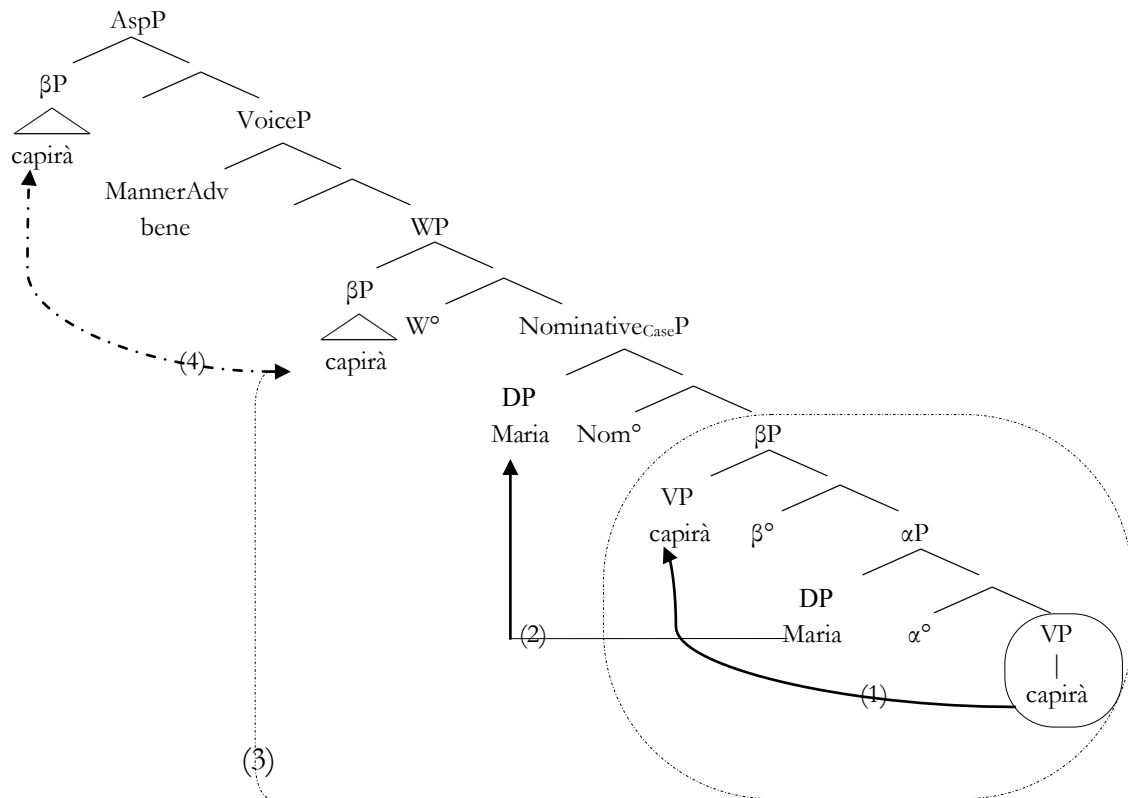 AspP
βP
VoiceP
capirà
MannerAdv
bene
WP
βP
W°
NominativeCaseP
capirà
(4)
DP
Maria
Nom°
βP
VP
capirà
β°
αP
DP
Maria
α°
VP
(2)
capirà
(1)
(3)